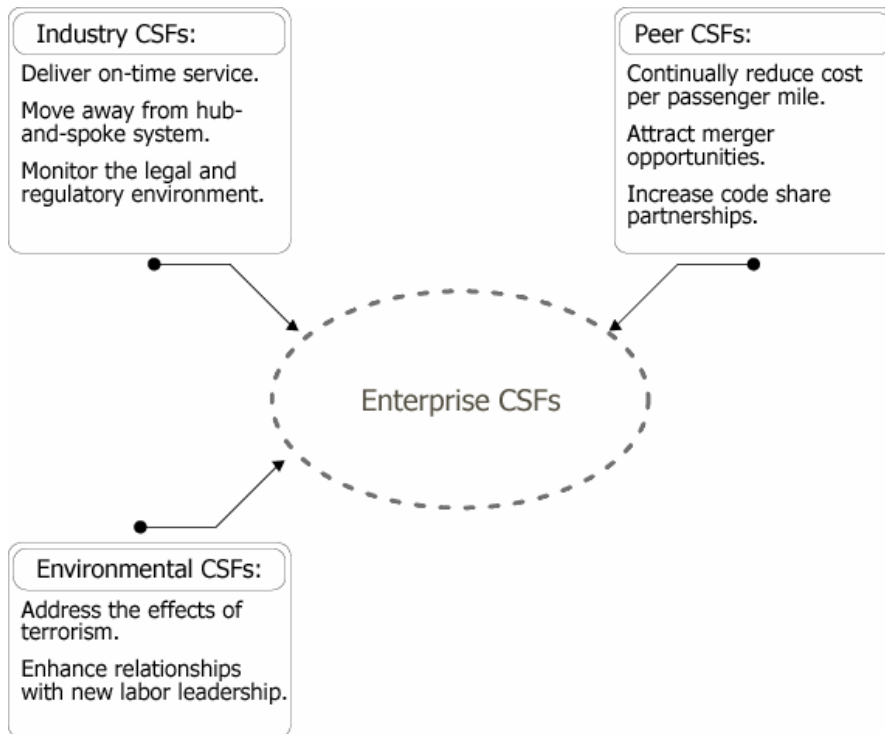 Industry CSFs:
Deliver on-time service.
Move away from hub-
and-spoke system.
Monitor the legal and
regulatory environment.
Peer CSFs:
Continually reduce cost
per passenger mile.
Attract merger
opportunities.
Increase code share
partnerships.
Enterprise CSFs
Environmental CSFs:
Address the effects of
terrorism.
Enhance relationships
with new labor leadership.